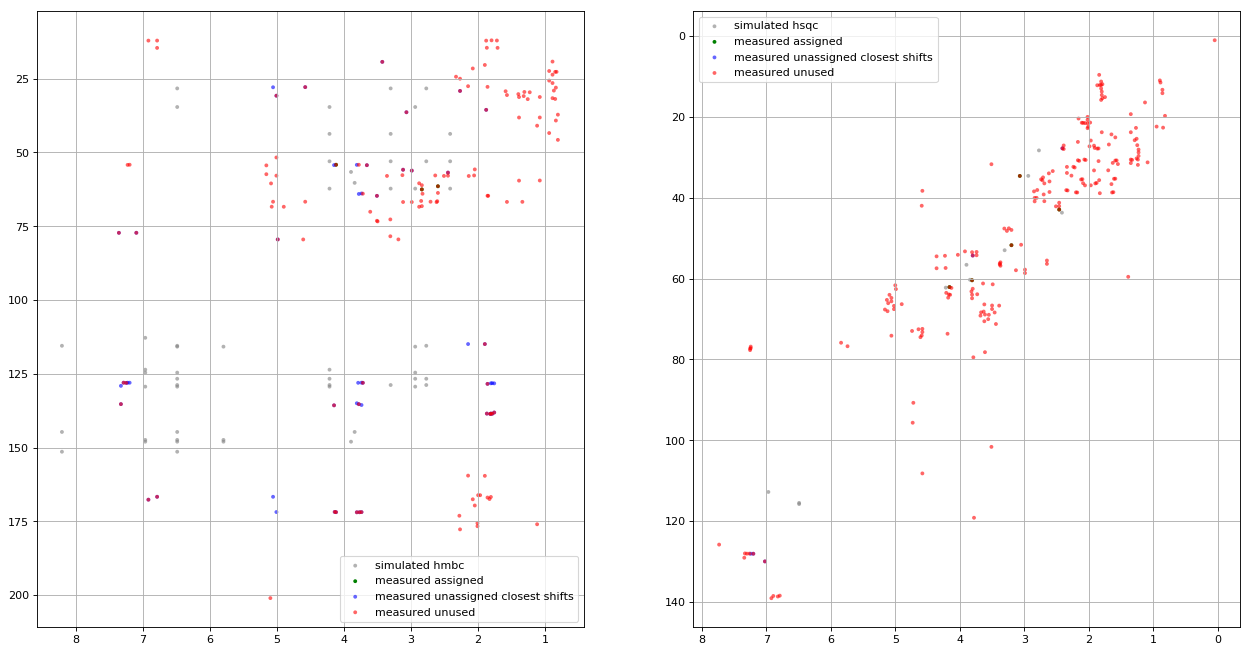 25
50
75
100
125
150
175
200
8 7 6 5 4 3 2 1
simulated hmbc
measured assigned
measured unassigned closest shifts
measured unused
0
20
40
60
80
100
120
140
8 7 6 5 4 3 2 1 0
simulated hsqc
measured assigned
measured unassigned closest shifts
measured unused